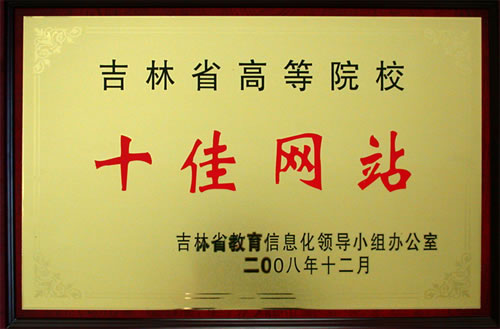 吉林省高等院校
十佳网站
吉林省教育信息化领导小组办公室
二00八年十二月